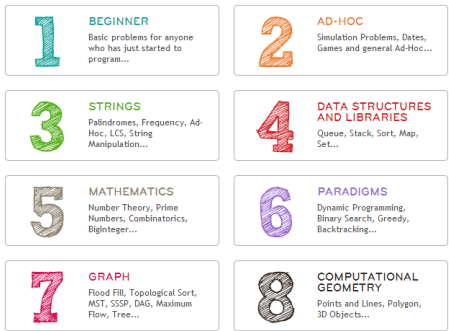 1
BEGINNER
Basic problems for anyone
who has just started to
program...
2
AD-HOC
Simulation Problems, Dates,
Games and general Ad-Hoc...
3
STRINGS
Palindromes, Frequency, Ad-
Hoc, LCS, String
Manipulation...
4
DATA STRUCTURES
AND LIBRARIES
Queue, Stack, Sort, Map,
Set...
5
MATHEMATICS
Number Theory, Prime
Numbers, Combinatorics,
BigInteger...
6
PARADIGMS
Dynamic Programming,
Binary Search, Greedy,
Backtracking...
7
GRAPH
Flood Fill, Topological Sort,
MST, SSSP, DAG, Maximum
Flow, Tree...
8
COMPUTATIONAL
GEOMETRY
Points and Lines, Polygon,
3D Objects...